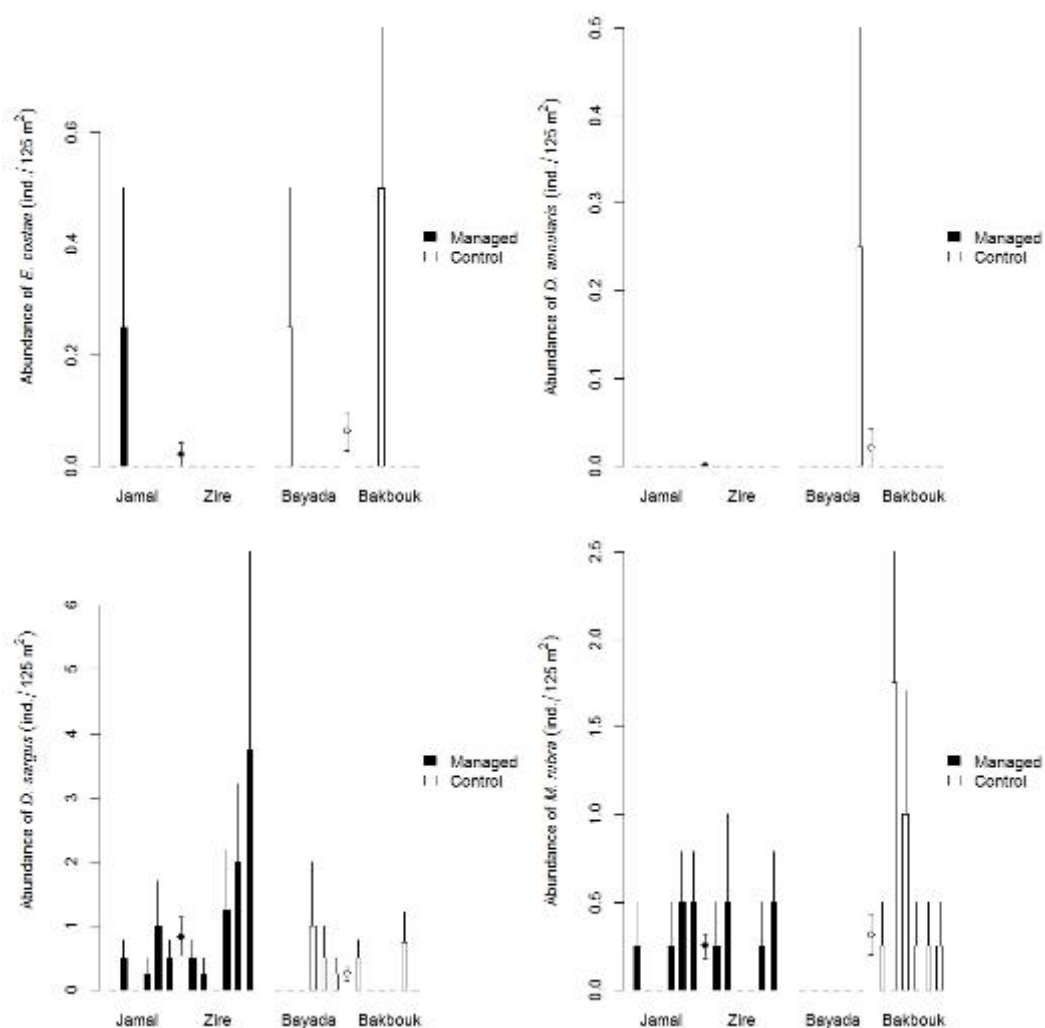 Abundance of E. costae (ind./ 125 m²)
0.0
0.2
0.4
0.6
Jamal Zire Bayada Bakbouk
Managed
Control
Abundance of D. annularis (ind./ 125 m²)
0.0
0.1
0.2
0.3
0.4
0.5
Jamal Zire Bayada Bakbouk
Managed
Control
Abundance of D. sargus (ind./ 125 m²)
0
1
2
3
4
5
6
Jamal Zire Bayada Bakbouk
Managed
Control
Abundance of M. rubra (ind./ 125 m²)
0.0
0.5
1.0
1.5
2.0
2.5
Jamal Zire Bayada Bakbouk
Managed
Control